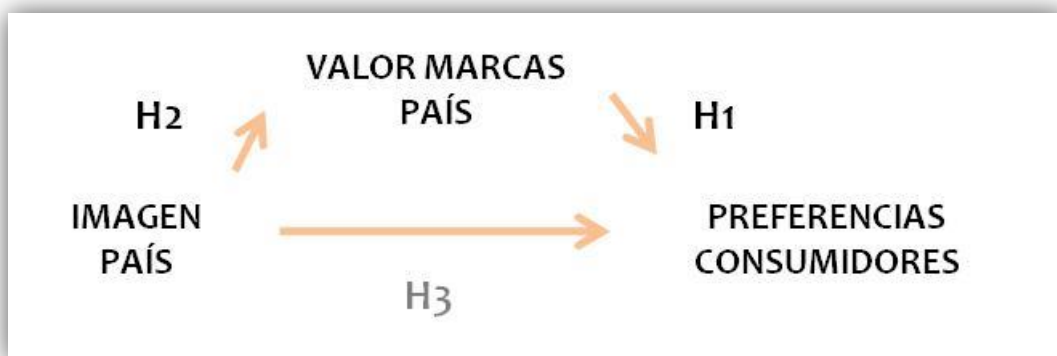 VALOR MARCAS
PAÍS
H2
H1
IMAGEN
PAÍS
PREFERENCIAS
CONSUMIDORES
H3